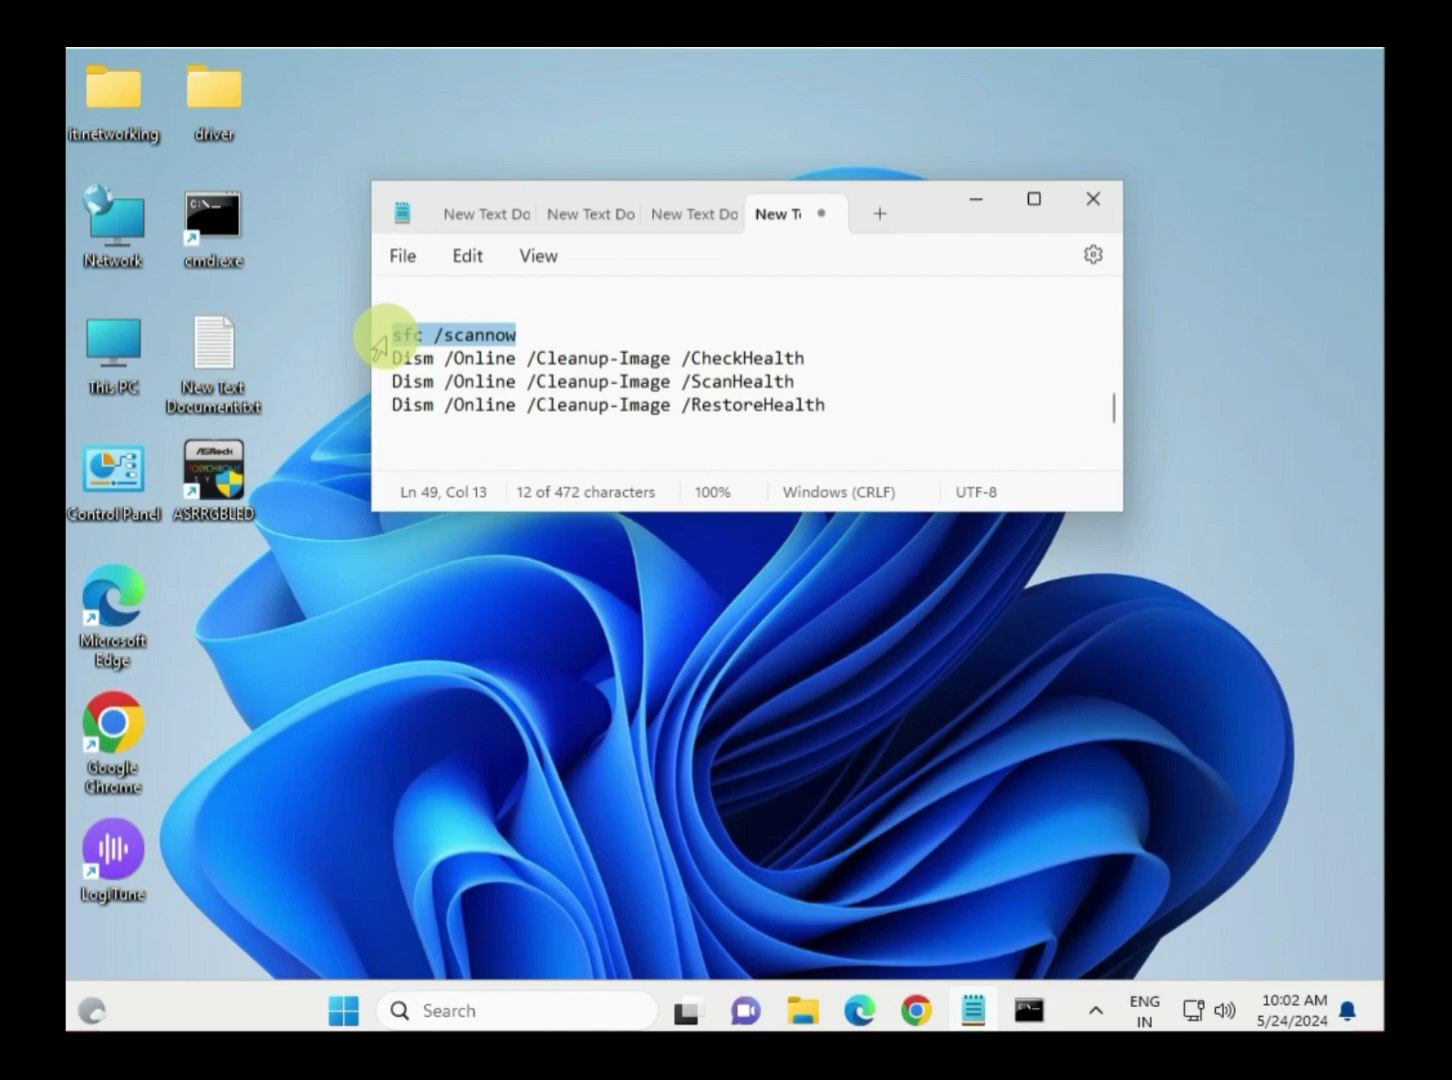 it.networking
driver
Network
cmd.exe
This PC
New Text
Document.txt
Control Panel
ASRRGBLED
Microsoft
Edge
Google
Chrome
LogiTune
New Text Do
New Text Do
New Text Do
New T
File
Edit
View
sfc /scannow
Dism /Online /Cleanup-Image /CheckHealth
Dism /Online /Cleanup-Image /ScanHealth
Dism /Online /Cleanup-Image /RestoreHealth
Ln 49, Col 13
12 of 472 characters
100%
Windows (CRLF)
UTF-8
Search
ENG
IN
10:02 AM
5/24/2024